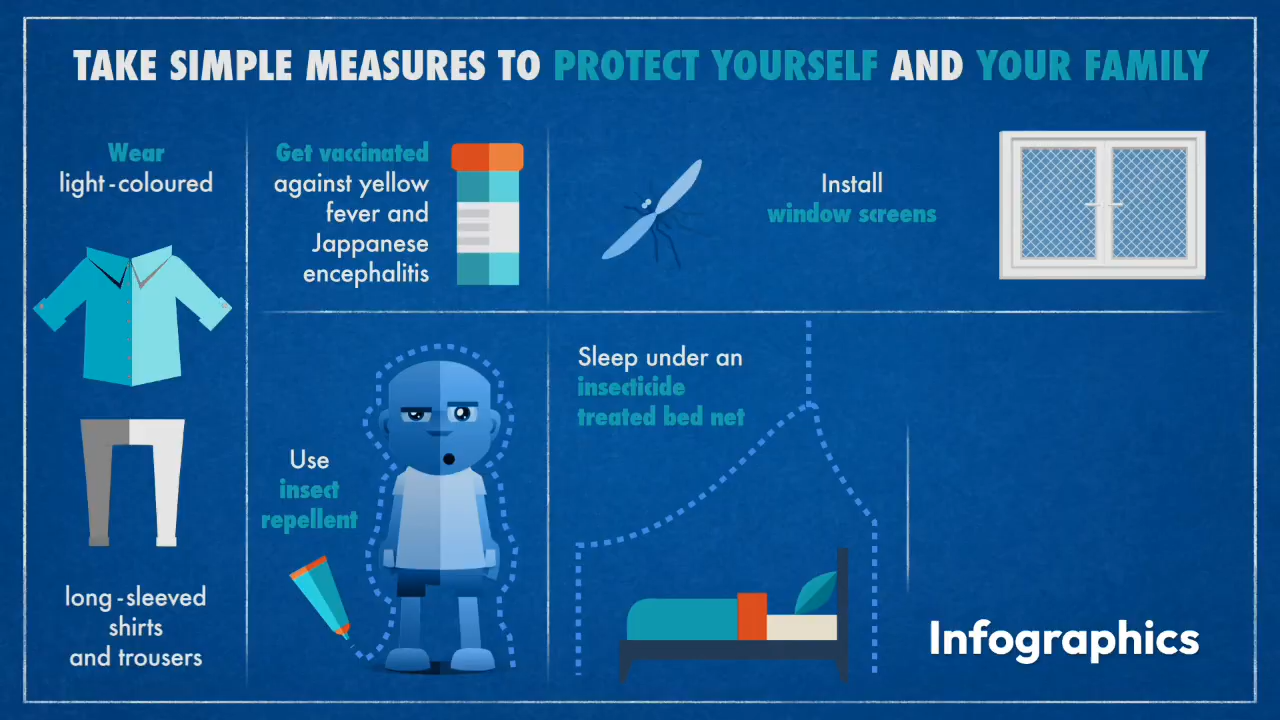 TAKE SIMPLE MEASURES TO PROTECT YOURSELF AND YOUR FAMILY
Wear
light-coloured
long-sleeved
shirts
and trousers
Get vaccinated
against yellow
fever and
Jappanese
encephalitis
Install
window screens
Use
insect
repellent
Sleep under an
insecticide
treated bed net
Infographics